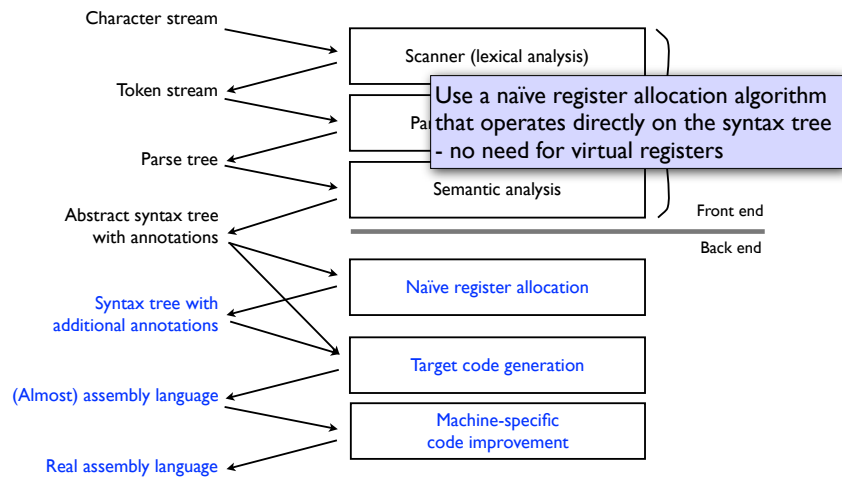 Character stream
Scanner (lexical analysis)
Use a naïve register allocation algorithm
that operates directly on the syntax tree
- no need for virtual registers
Token stream
Parse tree
Semantic analysis
Front end
Abstract syntax tree
with annotations
Back end
Naïve register allocation
Syntax tree with
additional annotations
Target code generation
(Almost) assembly language
Machine-specific
code improvement
Real assembly language